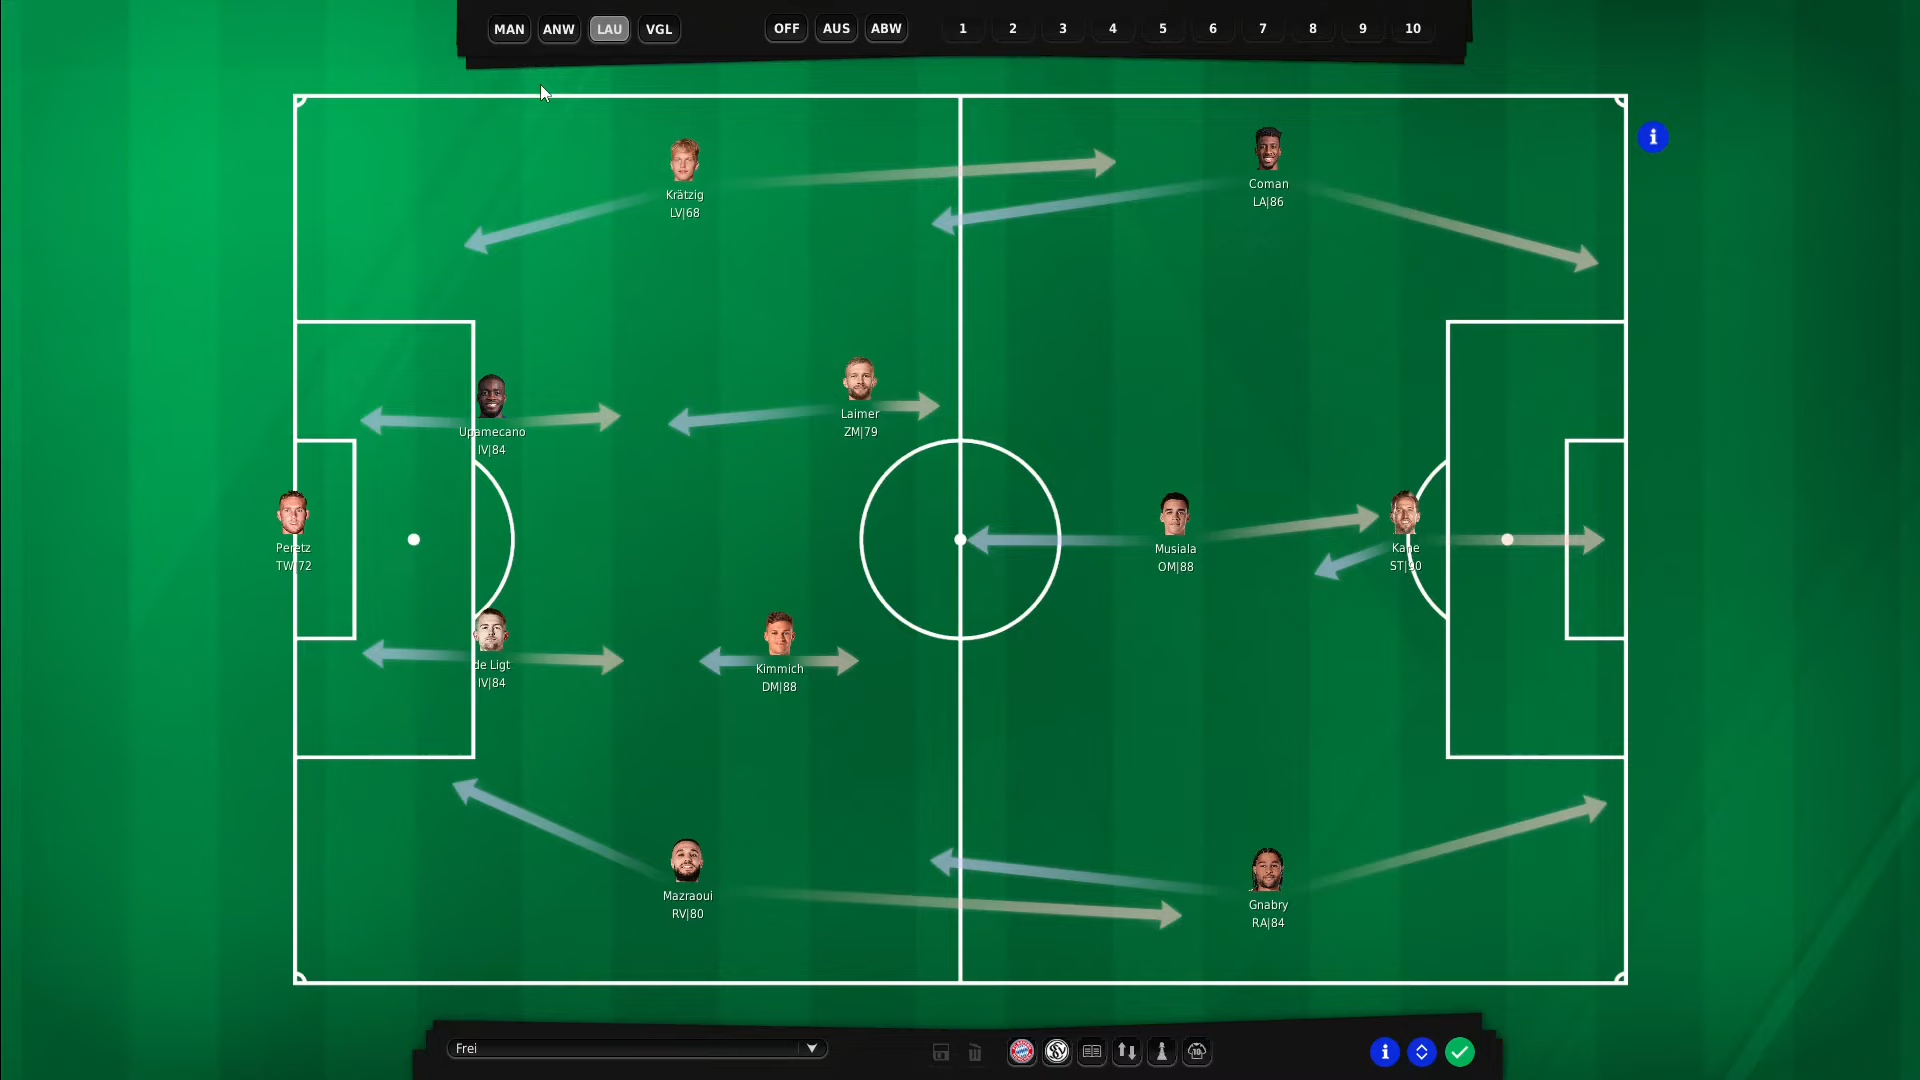 MAN ANW LAU VGL OFF AUS ABW 1 2 3 4 5 6 7 8 9 10
Krätzig
LV|68
Coman
LA|86
Upamecano
IV|84
Laimer
ZM|79
Peretz
TW|72
Musiala
OM|88
Kane
ST|90
de Ligt
IV|84
Kimmich
DM|88
Mazraoui
RV|80
Gnabry
RA|84
Frei